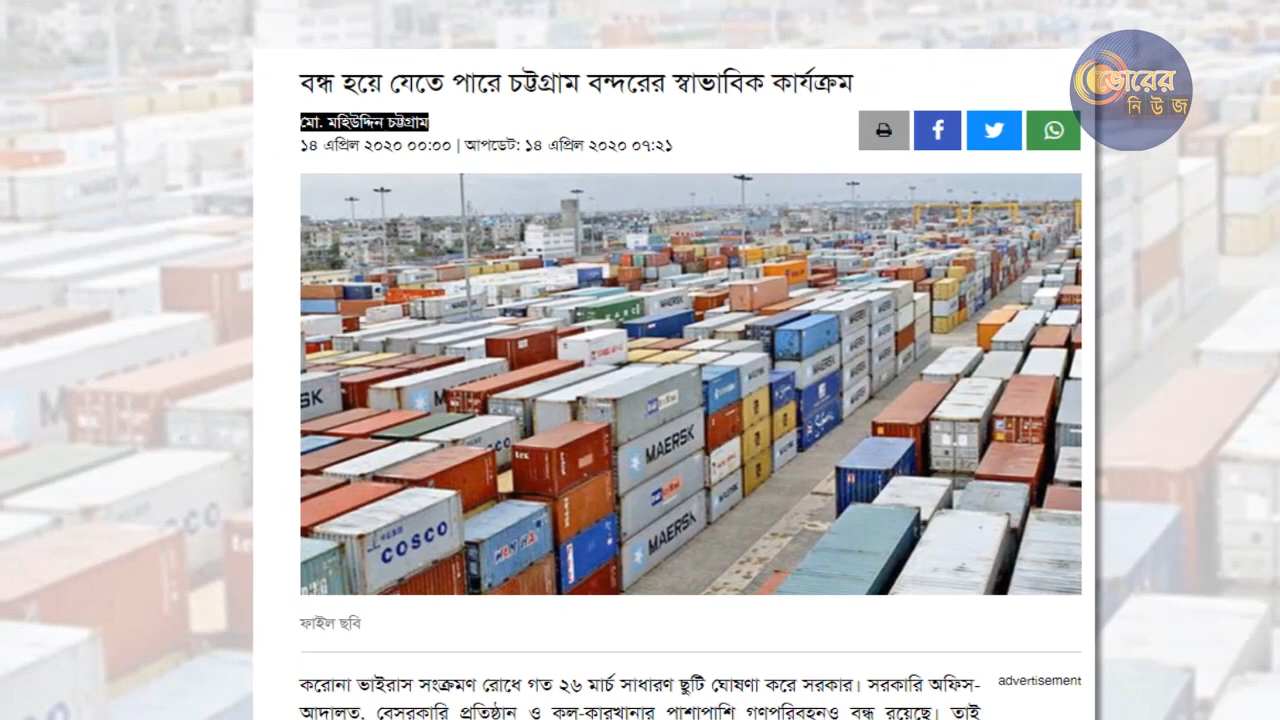 বন্ধ হয়ে যেতে পারে চট্টগ্রাম বন্দরের স্বাভাবিক কার্যক্রম
ভোরের
নিউজ
মো. মহিউদ্দিন চট্টগ্রাম
১৪ এপ্রিল ২০২০ ০০:০০ | আপডেট: ১৪ এপ্রিল ২০২০ ০৭:২১
MAERSK
MAERSK
COSCO
ফাইল ছবি
করোনা ভাইরাস সংক্রমণ রোধে গত ২৬ মার্চ সাধারণ ছুটি ঘোষণা করে সরকার। সরকারি অফিস-
advertisement
আদালত, বেসরকারি প্রতিষ্ঠান ও কল-কারখানার পাশাপাশি গণপরিবহনও বন্ধ রয়েছে। তাই